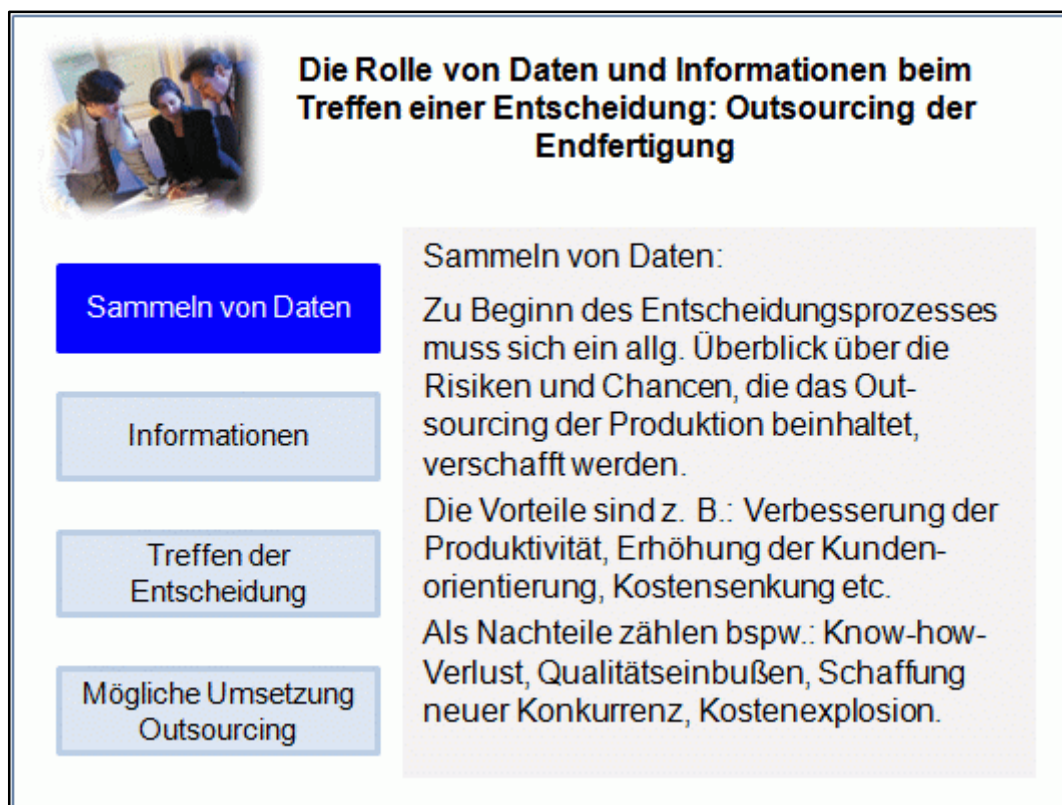 Die Rolle von Daten und Informationen beim
Treffen einer Entscheidung: Outsourcing der
Endfertigung
Sammeln von Daten
Informationen
Treffen der
Entscheidung
Mögliche Umsetzung
Outsourcing
Sammeln von Daten:
Zu Beginn des Entscheidungsprozesses
muss sich ein allg. Überblick über die
Risiken und Chancen, die das Out-
sourcing der Produktion beinhaltet,
verschafft werden.
Die Vorteile sind z. B.: Verbesserung der
Produktivität, Erhöhung der Kunden-
orientierung, Kostensenkung etc.
Als Nachteile zählen bspw.: Know-how-
Verlust, Qualitätseinbußen, Schaffung
neuer Konkurrenz, Kostenexplosion.